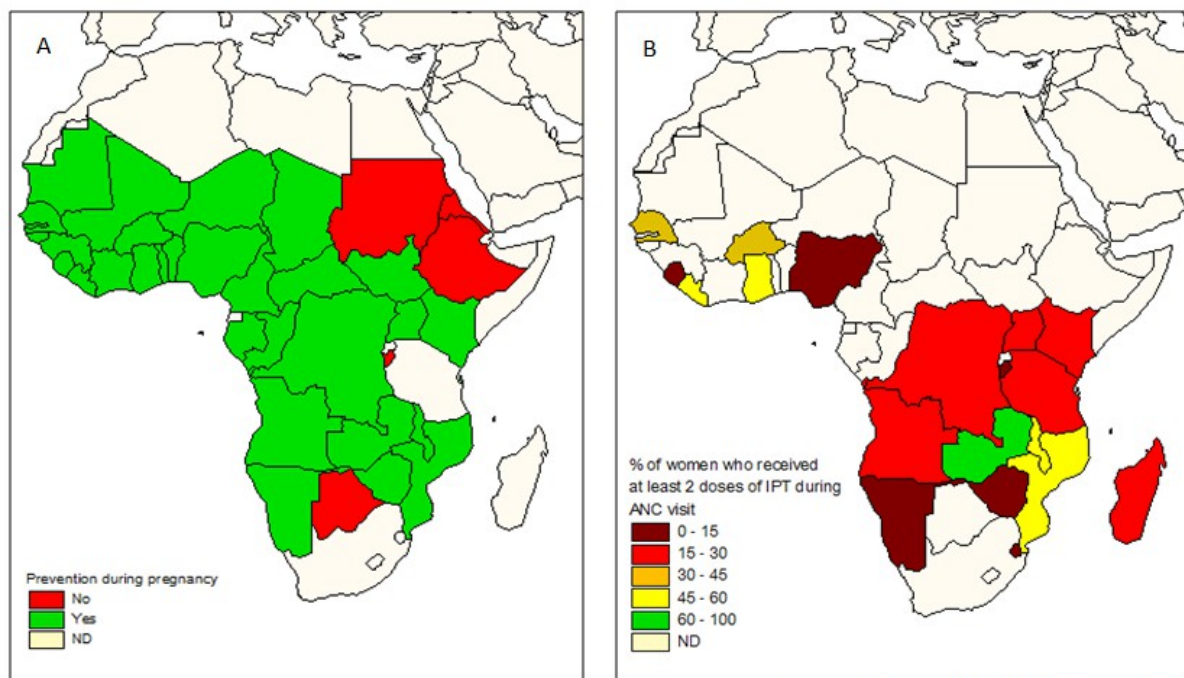 A
Prevention during pregnancy
No
Yes
ND
B
% of women who received
at least 2 doses of IPT during
ANC visit
0 - 15
15 - 30
30 - 45
45 - 60
60 - 100
ND